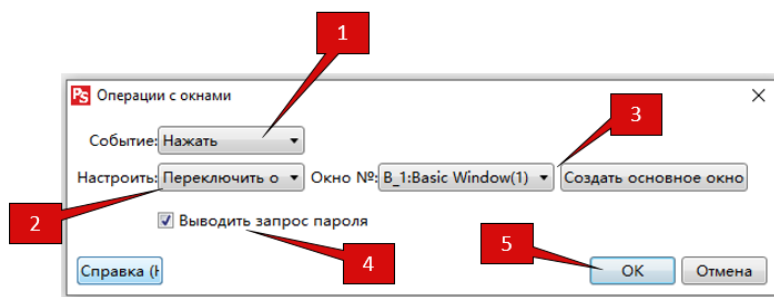 1
PS Операции с окнами
3
Событие: Нажать
Настроить: Переключить о Окно №: B_1:Basic Window(1) Создать основное окно
2
Выводить запрос пароля
4
5
Справка (H
OK Отмена